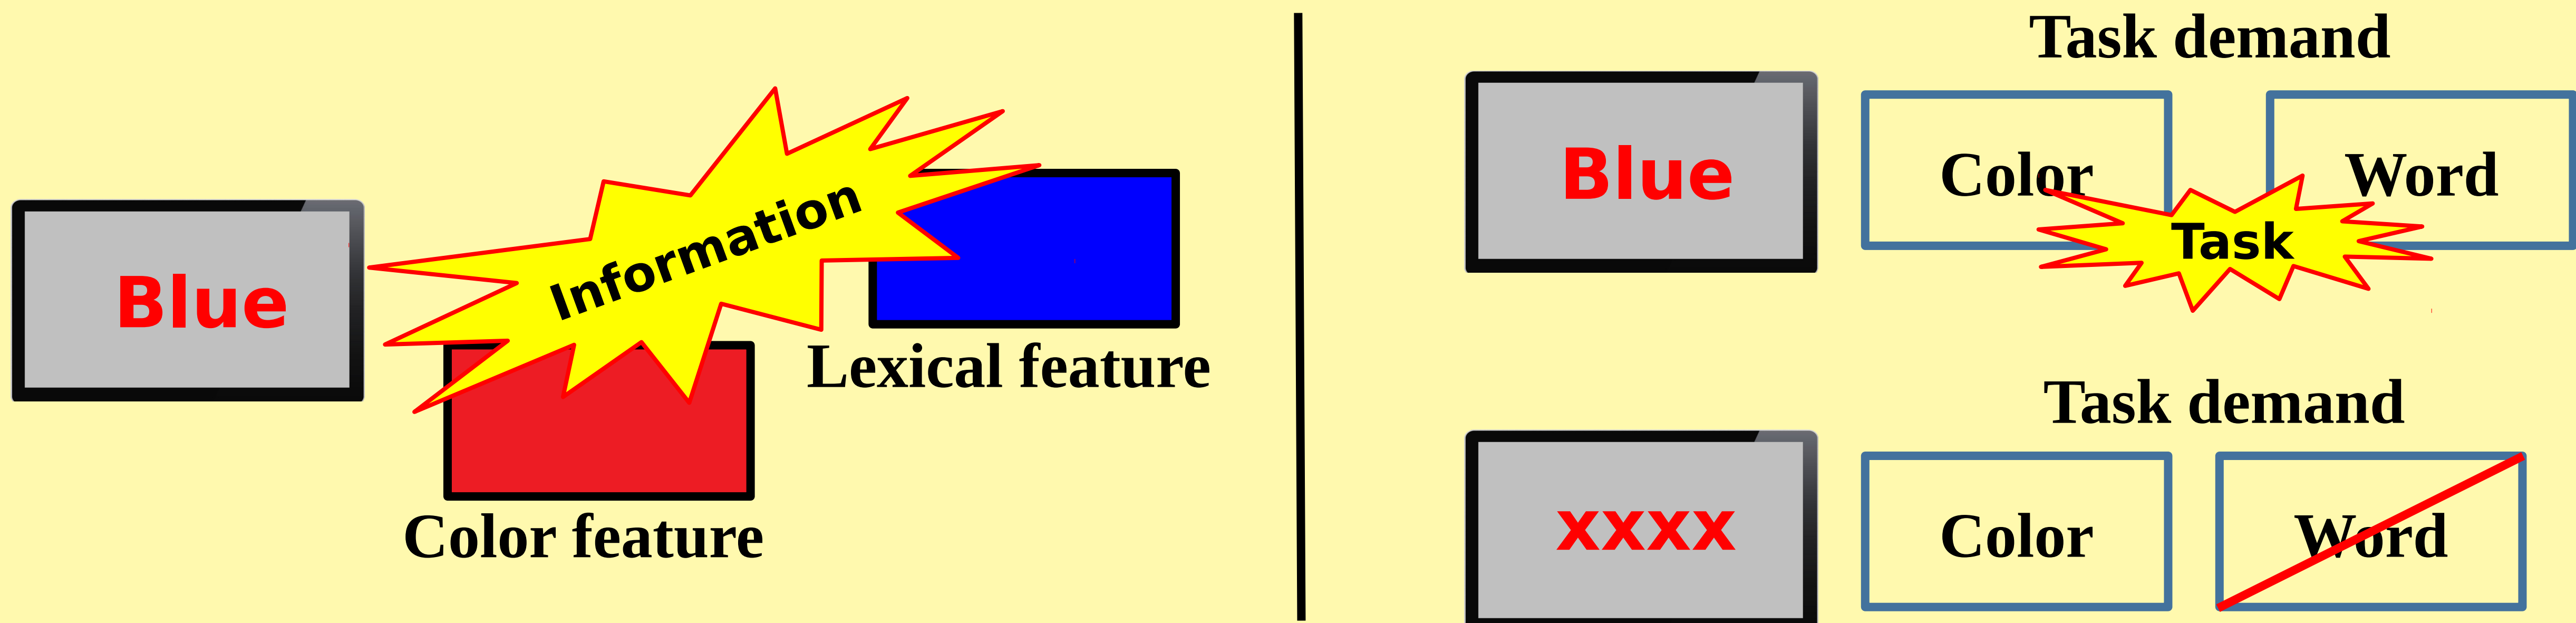 Blue
Information
Lexical feature
Color feature
Task demand
Blue
Color
Word
Task
Task demand
xxxx
Color
Word